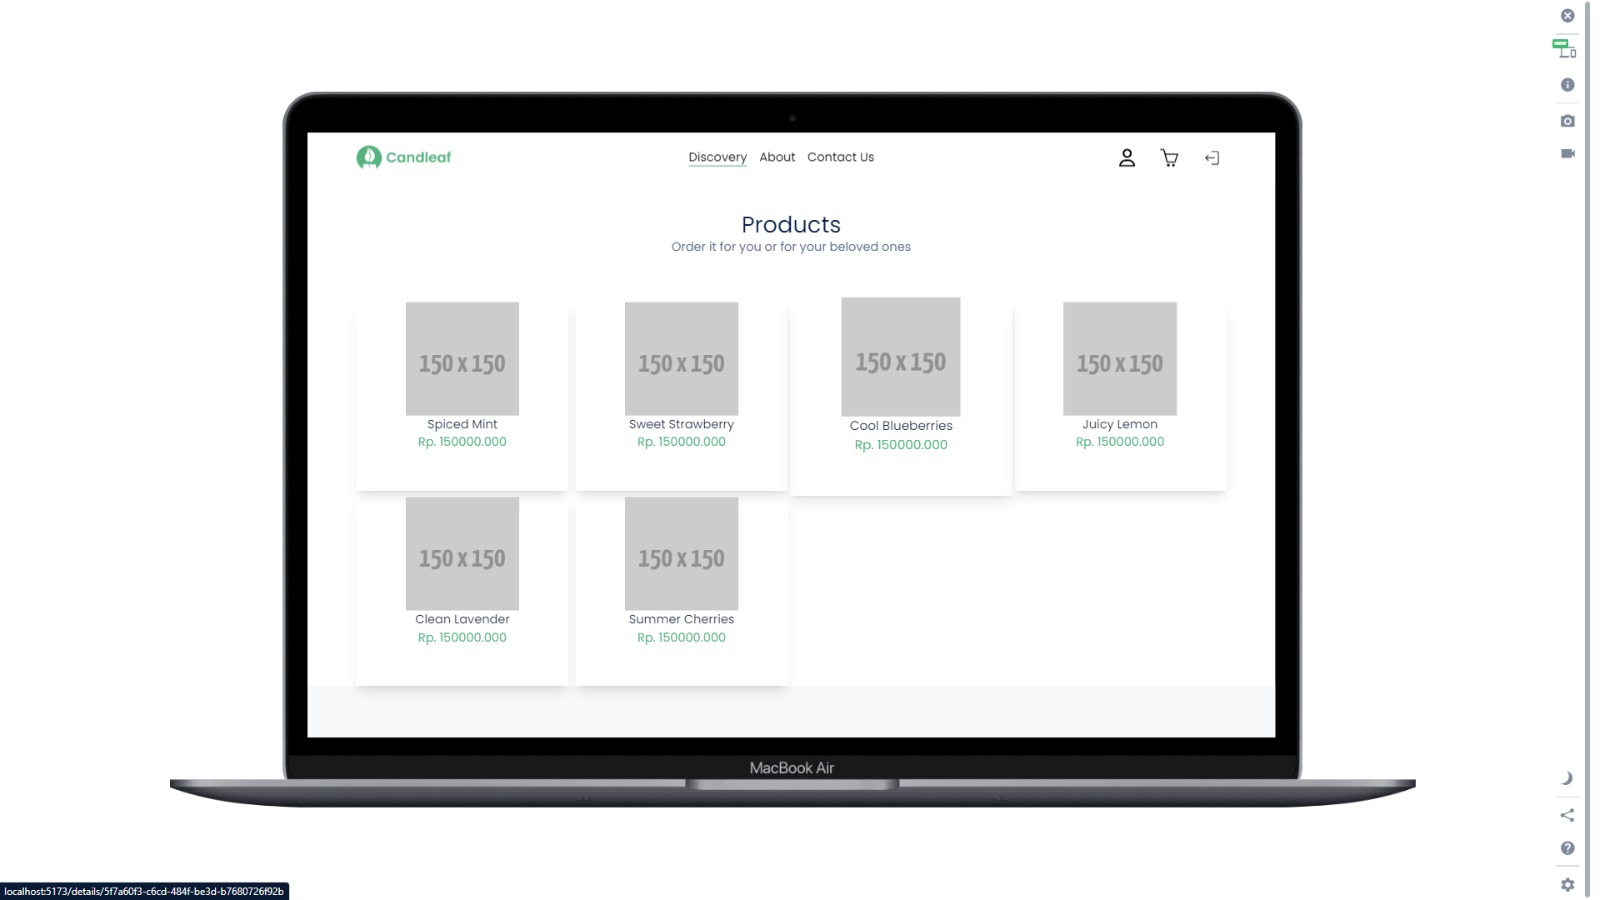 Candleaf
Discovery About Contact Us
Products
Order it for you or for your beloved ones
150 x 150
150 x 150
150 x 150
150 x 150
Spiced Mint
Sweet Strawberry
Cool Blueberries
Juicy Lemon
Rp. 150000.000
Rp. 150000.000
Rp. 150000.000
Rp. 150000.000
150 x 150
150 x 150
Clean Lavender
Summer Cherries
Rp. 150000.000
Rp. 150000.000
MacBook Air
localhost:5173/details/5f7a60f3-c6cd-484f-be3d-b7680726f92b